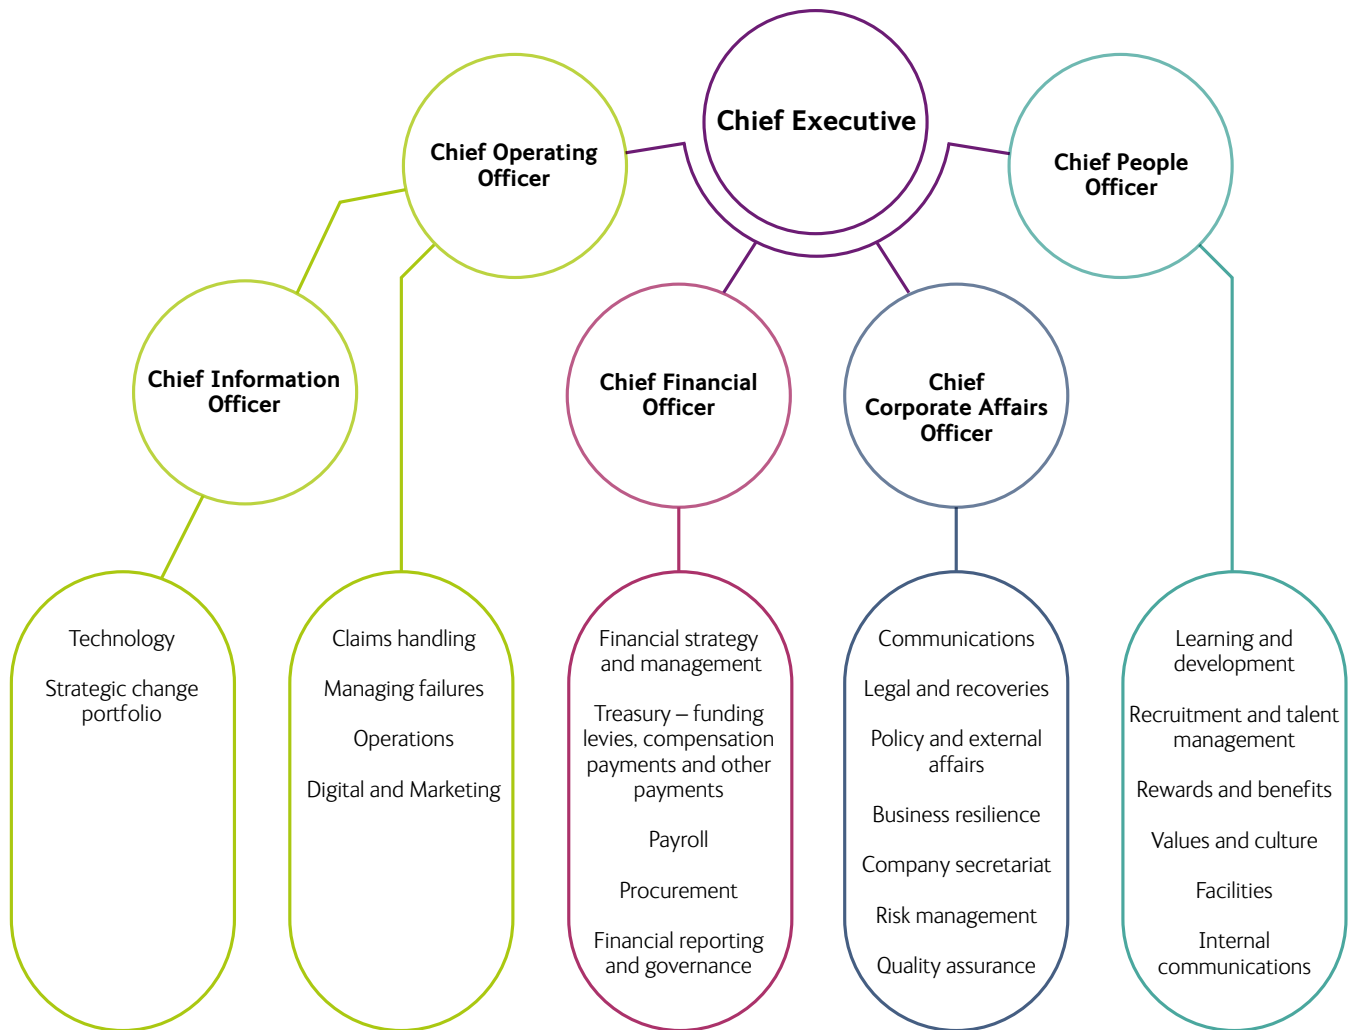 Chief Executive
Chief Operating
Officer
Chief People
Officer
Chief Information
Officer
Chief Financial
Officer
Chief
Corporate Affairs
Officer
Technology
Strategic change
portfolio
Claims handling
Managing failures
Operations
Digital and Marketing
Financial strategy
and management
Treasury – funding
levies, compensation
payments and other
payments
Payroll
Procurement
Financial reporting
and governance
Communications
Legal and recoveries
Policy and external
affairs
Business resilience
Company secretariat
Risk management
Quality assurance
Learning and
development
Recruitment and talent
management
Rewards and benefits
Values and culture
Facilities
Internal
communications